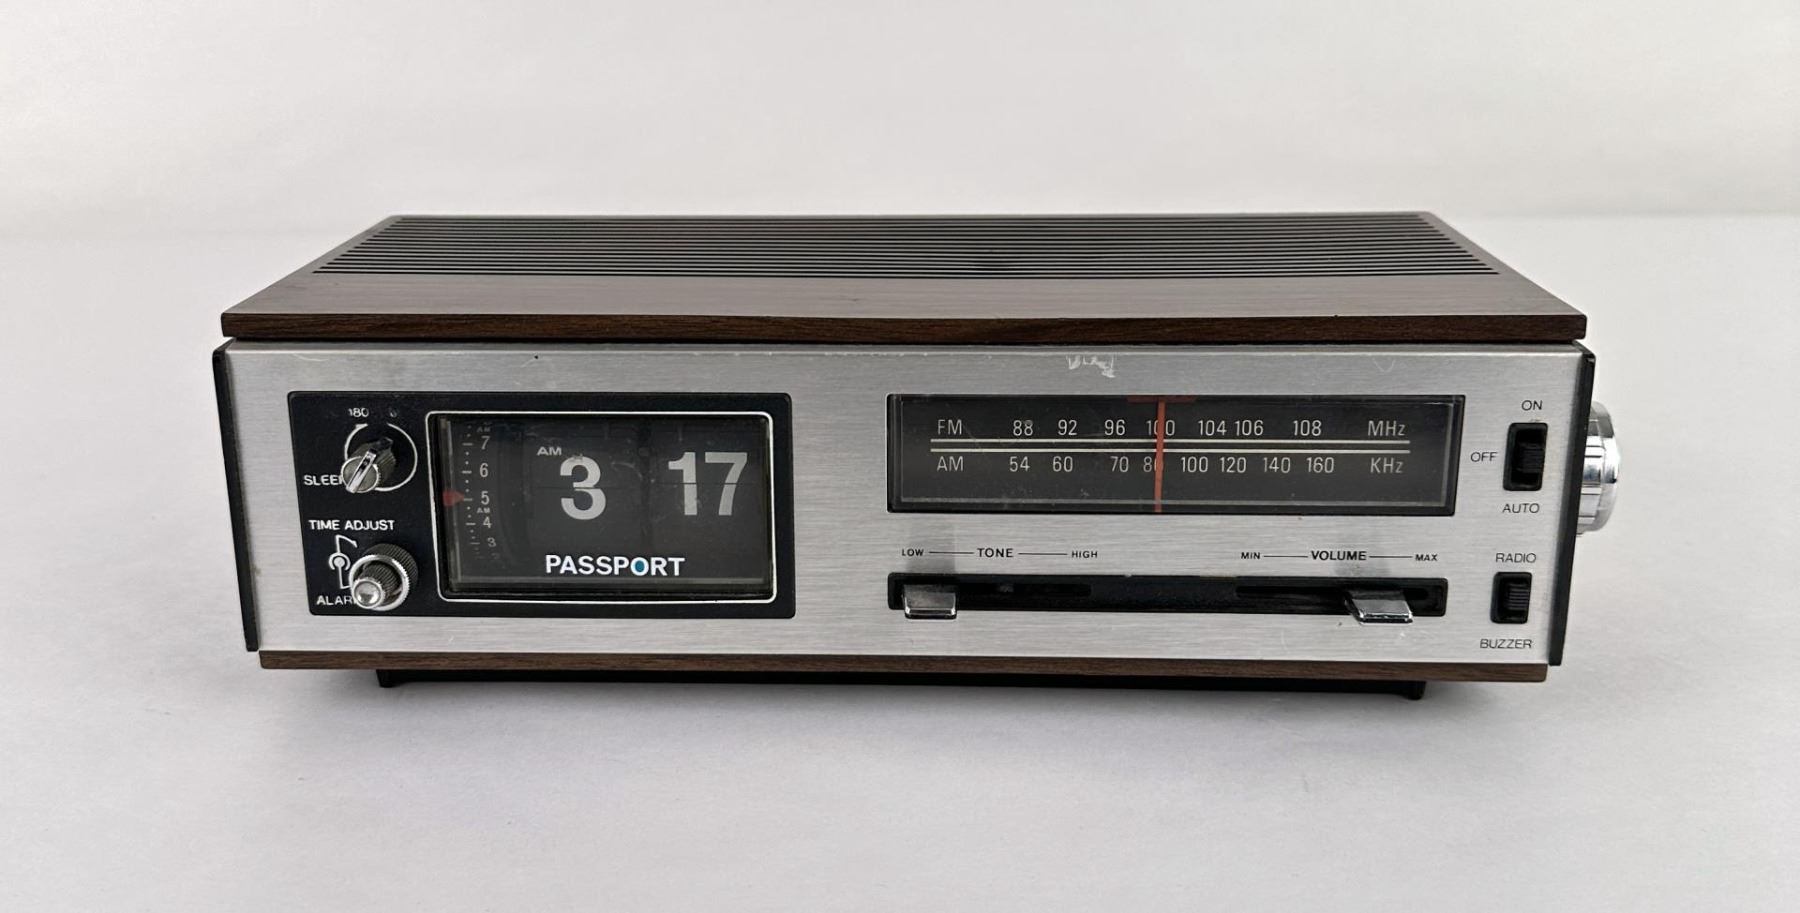 180
SLEEP
TIME ADJUST
ALARM
AM
7
6
5
AM
4
3
AM
3 17
PASSPORT
FM 88 92 96 100 104 106 108 MHz
AM 54 60 70 80 100 120 140 160 KHz
LOW TONE HIGH
MIN VOLUME MAX
ON
OFF
AUTO
RADIO
BUZZER